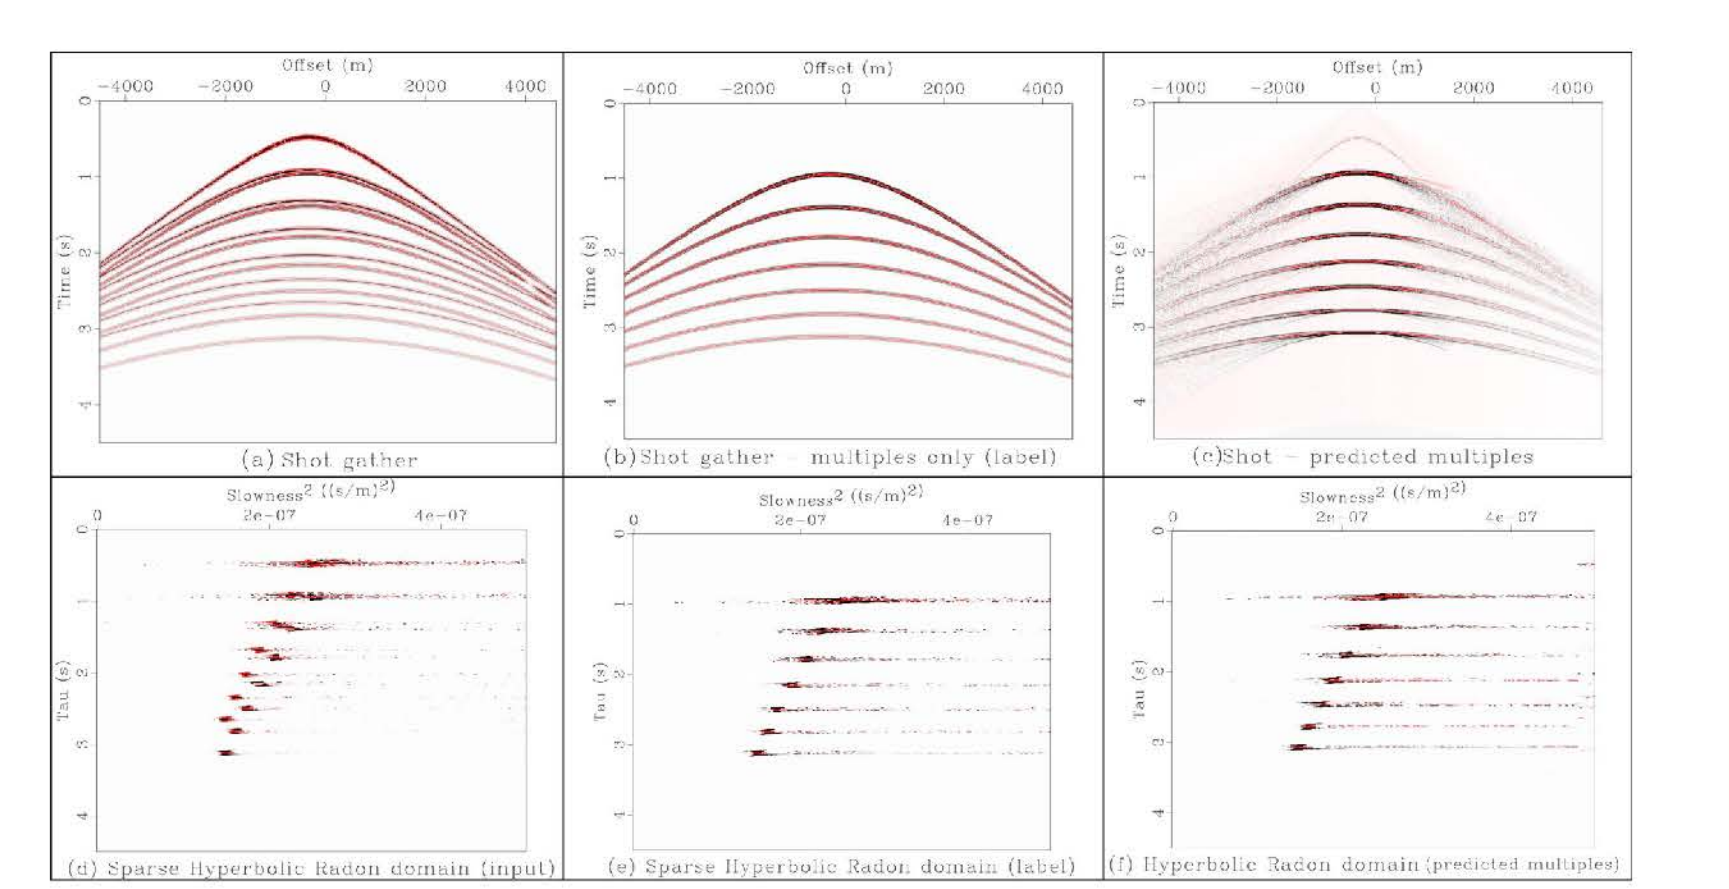 Offset (m)
-4000 -2000 0 2000 4000
0
1
2
3
4
Time (s)
(a) Shot gather
Offset (m)
-4000 -2000 0 2000 4000
0
1
2
3
4
Time (s)
(b) Shot gather - multiples only (label)
Offset (m)
-4000 -2000 0 2000 4000
0
1
2
3
4
Time (s)
(c) Shot - predicted multiples
Slowness² ((s/m)²)
0 2e-07 4e-07
0
1
2
3
4
Tau (s)
(d) Sparse Hyperbolic Radon domain (input)
Slowness² ((s/m)²)
0 2e-07 4e-07
0
1
2
3
4
Tau (s)
(e) Sparse Hyperbolic Radon domain (label)
Slowness² ((s/m)²)
0 2e-07 4e-07
0
1
2
3
4
Tau (s)
(f) Hyperbolic Radon domain (predicted multiples)